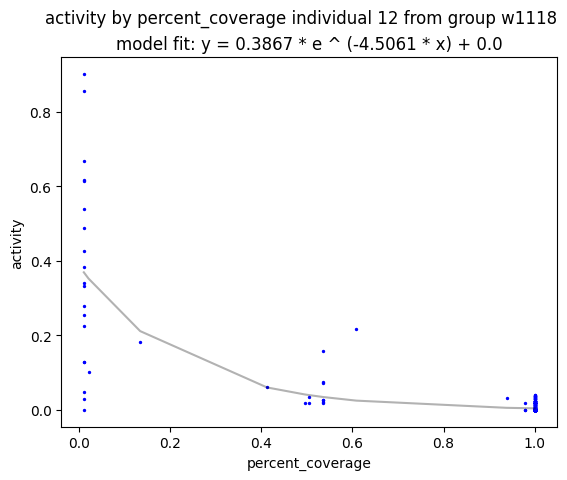 activity by percent_coverage individual 12 from group w1118
model fit: y = 0.3867 * e ^ (-4.5061 * x) + 0.0
0.8
0.6
0.4
0.2
0.0
activity
0.0 0.2 0.4 0.6 0.8 1.0
percent_coverage